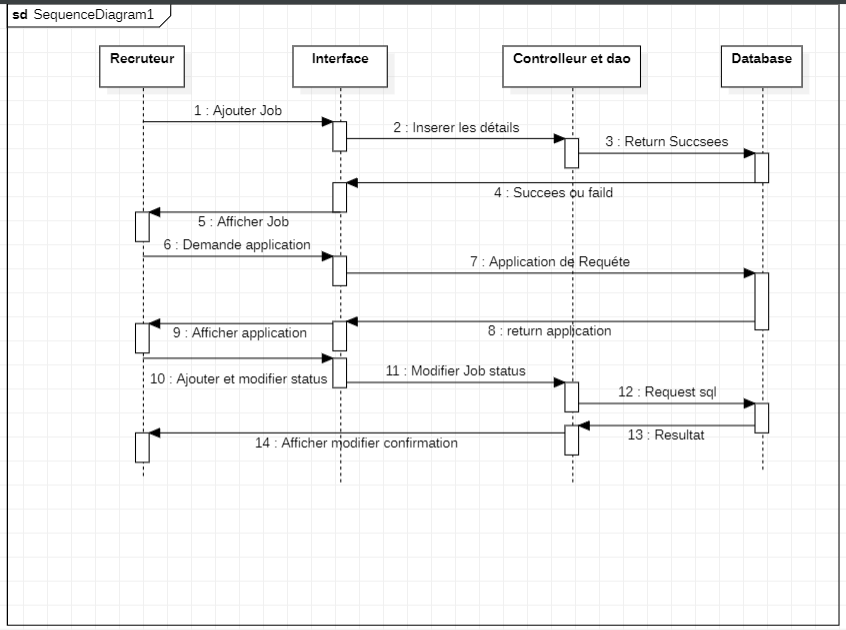 sd SequenceDiagram1
Recruteur
Interface
Controlleur et dao
Database
1 : Ajouter Job
2 : Inserer les détails
3 : Return Succsees
4 : Succees ou faild
5 : Afficher Job
6 : Demande application
7 : Application de Requéte
8 : return application
9 : Afficher application
10 : Ajouter et modifier status
11 : Modifier Job status
12 : Request sql
13 : Resultat
14 : Afficher modifier confirmation